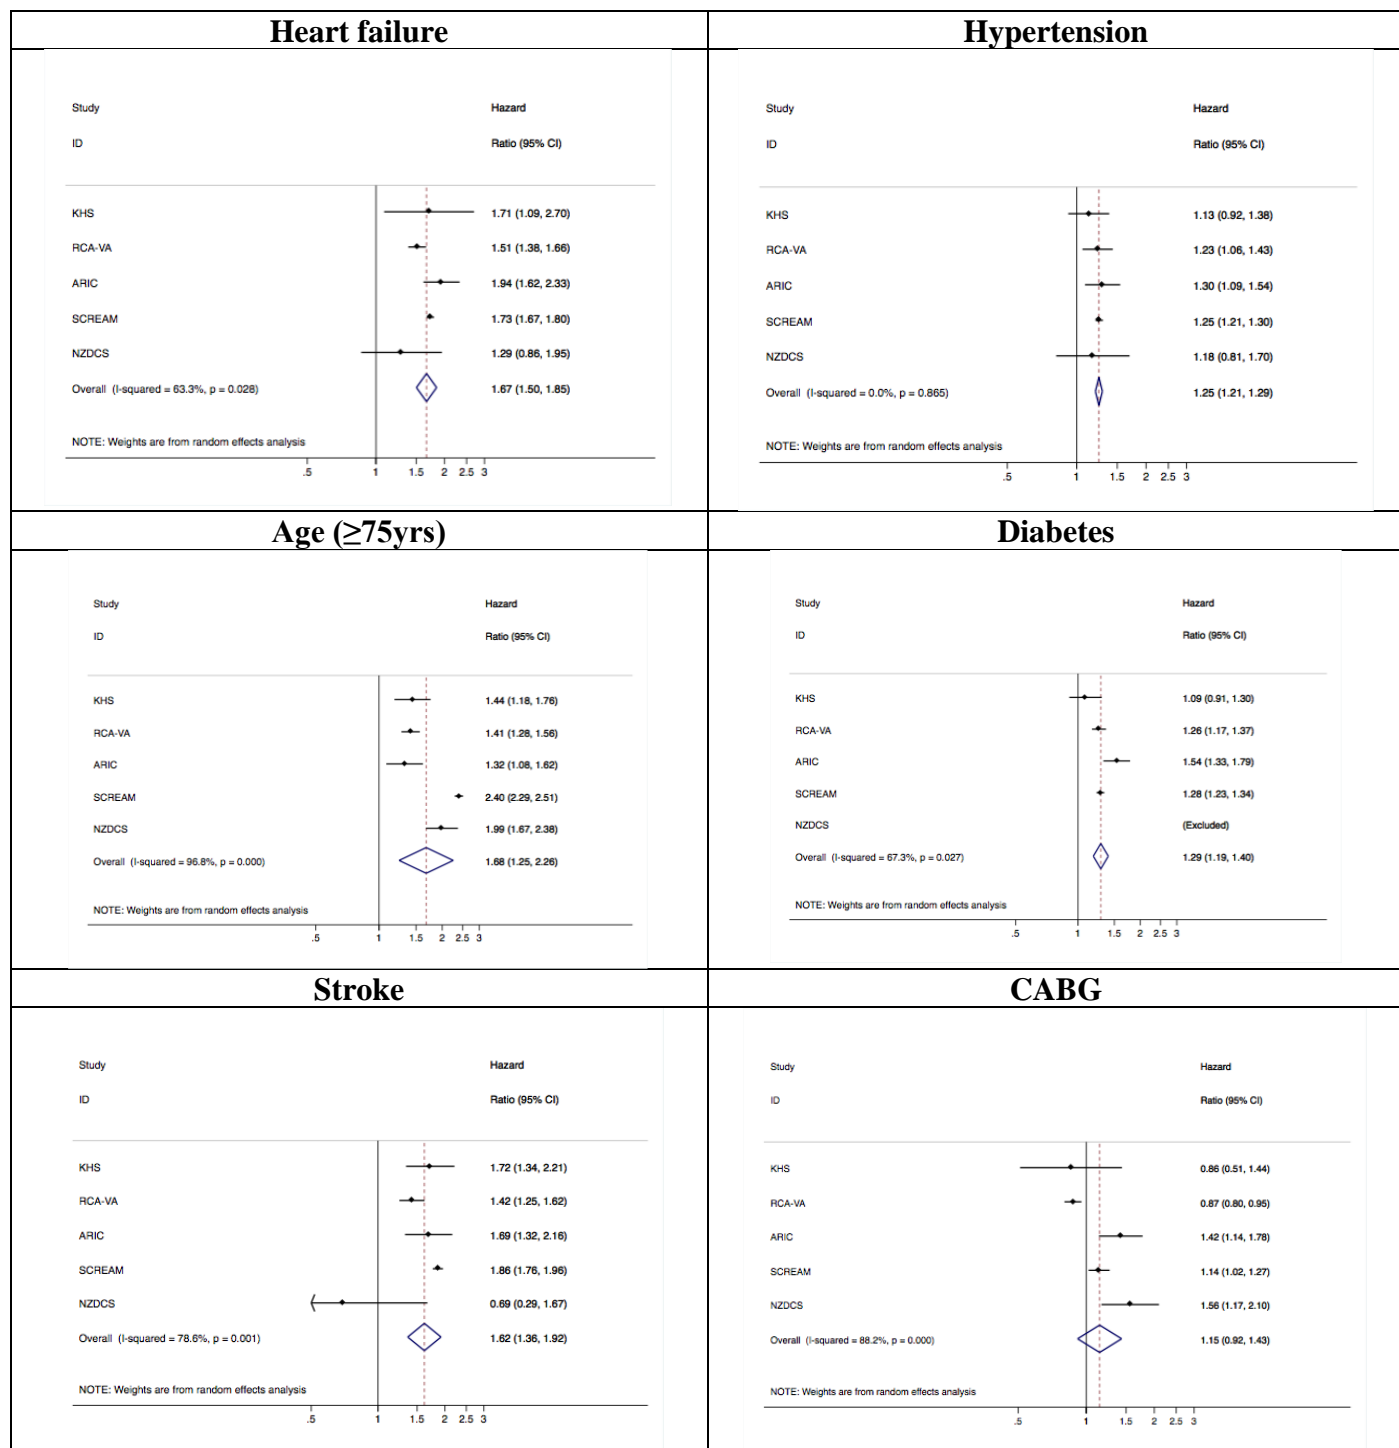 Heart failure
Study Hazard
ID Ratio (95% CI)
KHS 1.71 (1.09, 2.70)
RCA-VA 1.51 (1.38, 1.66)
ARIC 1.94 (1.62, 2.33)
SCREAM 1.73 (1.67, 1.80)
NZDCS 1.29 (0.86, 1.95)
Overall (I-squared = 63.3%, p = 0.028) 1.67 (1.50, 1.85)
NOTE: Weights are from random effects analysis
.5 1 1.5 2 2.5 3
Hypertension
Study Hazard
ID Ratio (95% CI)
KHS 1.13 (0.92, 1.38)
RCA-VA 1.23 (1.06, 1.43)
ARIC 1.30 (1.09, 1.54)
SCREAM 1.25 (1.21, 1.30)
NZDCS 1.18 (0.81, 1.70)
Overall (I-squared = 0.0%, p = 0.865) 1.25 (1.21, 1.29)
NOTE: Weights are from random effects analysis
.5 1 1.5 2 2.5 3
Age (≥75yrs)
Study Hazard
ID Ratio (95% CI)
KHS 1.44 (1.18, 1.76)
RCA-VA 1.41 (1.28, 1.56)
ARIC 1.32 (1.08, 1.62)
SCREAM 2.40 (2.29, 2.51)
NZDCS 1.99 (1.67, 2.38)
Overall (I-squared = 96.8%, p = 0.000) 1.68 (1.25, 2.26)
NOTE: Weights are from random effects analysis
.5 1 1.5 2 2.5 3
Diabetes
Study Hazard
ID Ratio (95% CI)
KHS 1.09 (0.91, 1.30)
RCA-VA 1.26 (1.17, 1.37)
ARIC 1.54 (1.33, 1.79)
SCREAM 1.28 (1.23, 1.34)
NZDCS (Excluded)
Overall (I-squared = 67.3%, p = 0.027) 1.29 (1.19, 1.40)
NOTE: Weights are from random effects analysis
.5 1 1.5 2 2.5 3
Stroke
Study Hazard
ID Ratio (95% CI)
KHS 1.72 (1.34, 2.21)
RCA-VA 1.42 (1.25, 1.62)
ARIC 1.69 (1.32, 2.16)
SCREAM 1.86 (1.76, 1.96)
NZDCS 0.69 (0.29, 1.67)
Overall (I-squared = 78.6%, p = 0.001) 1.62 (1.36, 1.92)
NOTE: Weights are from random effects analysis
.5 1 1.5 2 2.5 3
CABG
Study Hazard
ID Ratio (95% CI)
KHS 0.86 (0.51, 1.44)
RCA-VA 0.87 (0.80, 0.95)
ARIC 1.42 (1.14, 1.78)
SCREAM 1.14 (1.02, 1.27)
NZDCS 1.56 (1.17, 2.10)
Overall (I-squared = 88.2%, p = 0.000) 1.15 (0.92, 1.43)
NOTE: Weights are from random effects analysis
.5 1 1.5 2 2.5 3